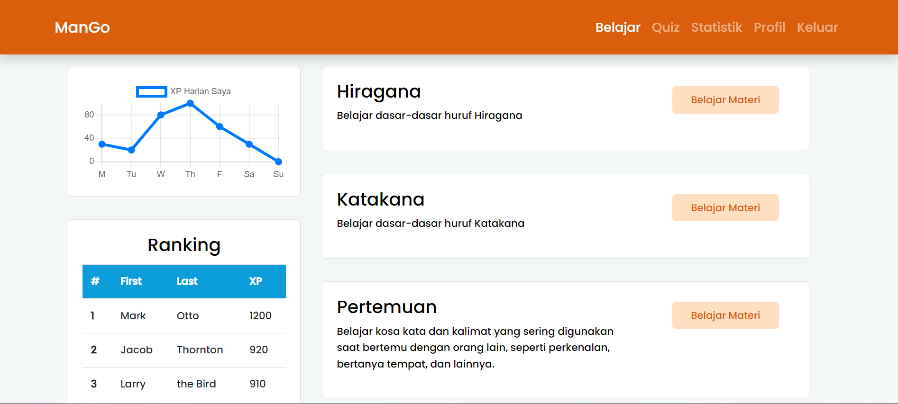 ManGo
Belajar Quiz Statistik Profil Keluar
XP Harian Saya
80
40
0
M Tu W Th F Sa Su
Ranking
# First Last XP
1 Mark Otto 1200
2 Jacob Thornton 920
3 Larry the Bird 910
Hiragana
Belajar dasar-dasar huruf Hiragana
Belajar Materi
Katakana
Belajar dasar-dasar huruf Katakana
Belajar Materi
Pertemuan
Belajar kosa kata dan kalimat yang sering digunakan
saat bertemu dengan orang lain, seperti perkenalan,
bertanya tempat, dan lainnya.
Belajar Materi